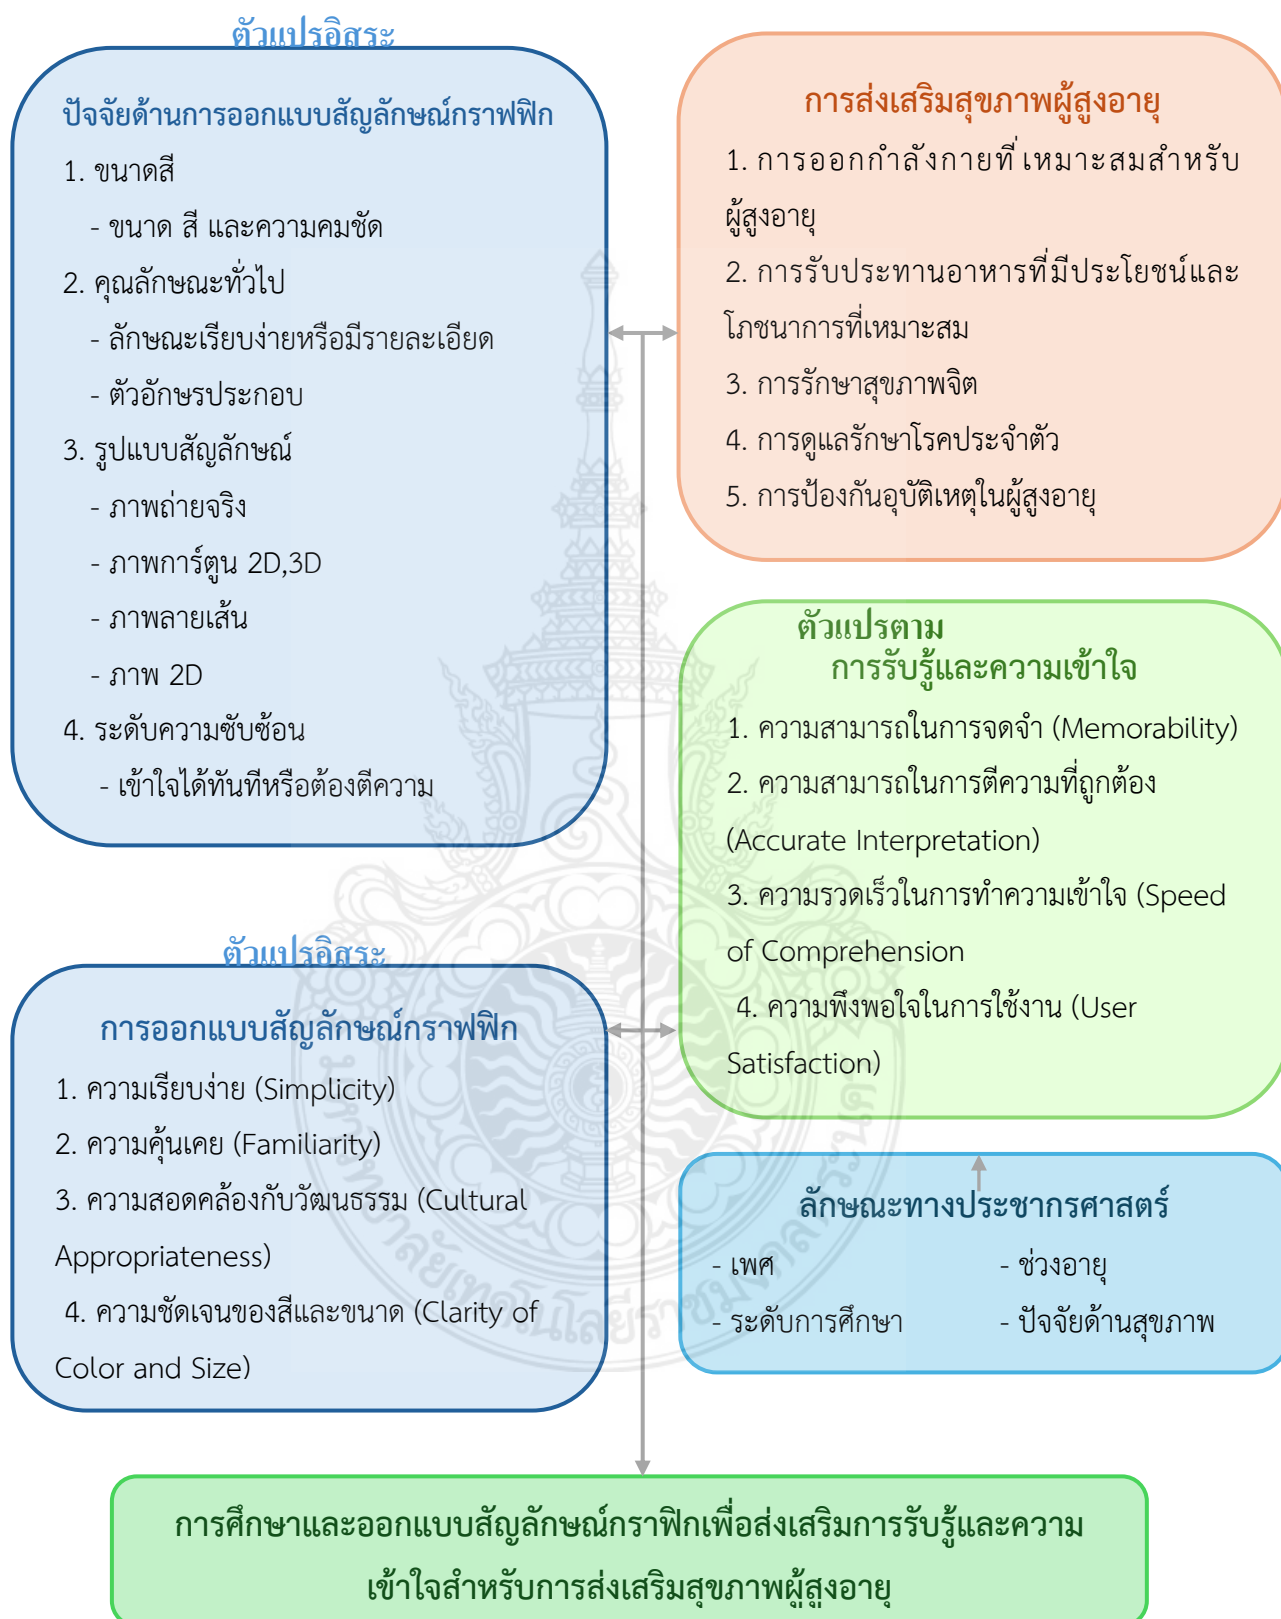 ตัวแปรอิสระ
ปัจจัยด้านการออกแบบสัญลักษณ์กราฟฟิก
1. ขนาดสี
- ขนาด สี และความคมชัด
2. คุณลักษณะทั่วไป
- ลักษณะเรียบง่ายหรือมีรายละเอียด
- ตัวอักษรประกอบ
3. รูปแบบสัญลักษณ์
- ภาพถ่ายจริง
- ภาพการ์ตูน 2D,3D
- ภาพลายเส้น
- ภาพ 2D
4. ระดับความซับซ้อน
- เข้าใจได้ทันทีหรือต้องตีความ
การส่งเสริมสุขภาพผู้สูงอายุ
1. การออกกำลังกายที่เหมาะสมสำหรับ
ผู้สูงอายุ
2. การรับประทานอาหารที่มีประโยชน์และ
โภชนาการที่เหมาะสม
3. การรักษาสุขภาพจิต
4. การดูแลรักษาโรคประจำตัว
5. การป้องกันอุบัติเหตุในผู้สูงอายุ
ตัวแปรตาม
การรับรู้และความเข้าใจ
1. ความสามารถในการจดจำ (Memorability)
2. ความสามารถในการตีความที่ถูกต้อง
(Accurate Interpretation)
3. ความรวดเร็วในการทำความเข้าใจ (Speed
of Comprehension
4. ความพึงพอใจในการใช้งาน (User
Satisfaction)
ตัวแปรอิสระ
การออกแบบสัญลักษณ์กราฟฟิก
1. ความเรียบง่าย (Simplicity)
2. ความคุ้นเคย (Familiarity)
3. ความสอดคล้องกับวัฒนธรรม (Cultural
Appropriateness)
4. ความชัดเจนของสีและขนาด (Clarity of
Color and Size)
ลักษณะทางประชากรศาสตร์
- เพศ - ช่วงอายุ
- ระดับการศึกษา - ปัจจัยด้านสุขภาพ
มหาวิทยาลัยเทคโนโลยีราชมงคลพระนคร
การศึกษาและออกแบบสัญลักษณ์กราฟิกเพื่อส่งเสริมการรับรู้และความ
เข้าใจสำหรับการส่งเสริมสุขภาพผู้สูงอายุ